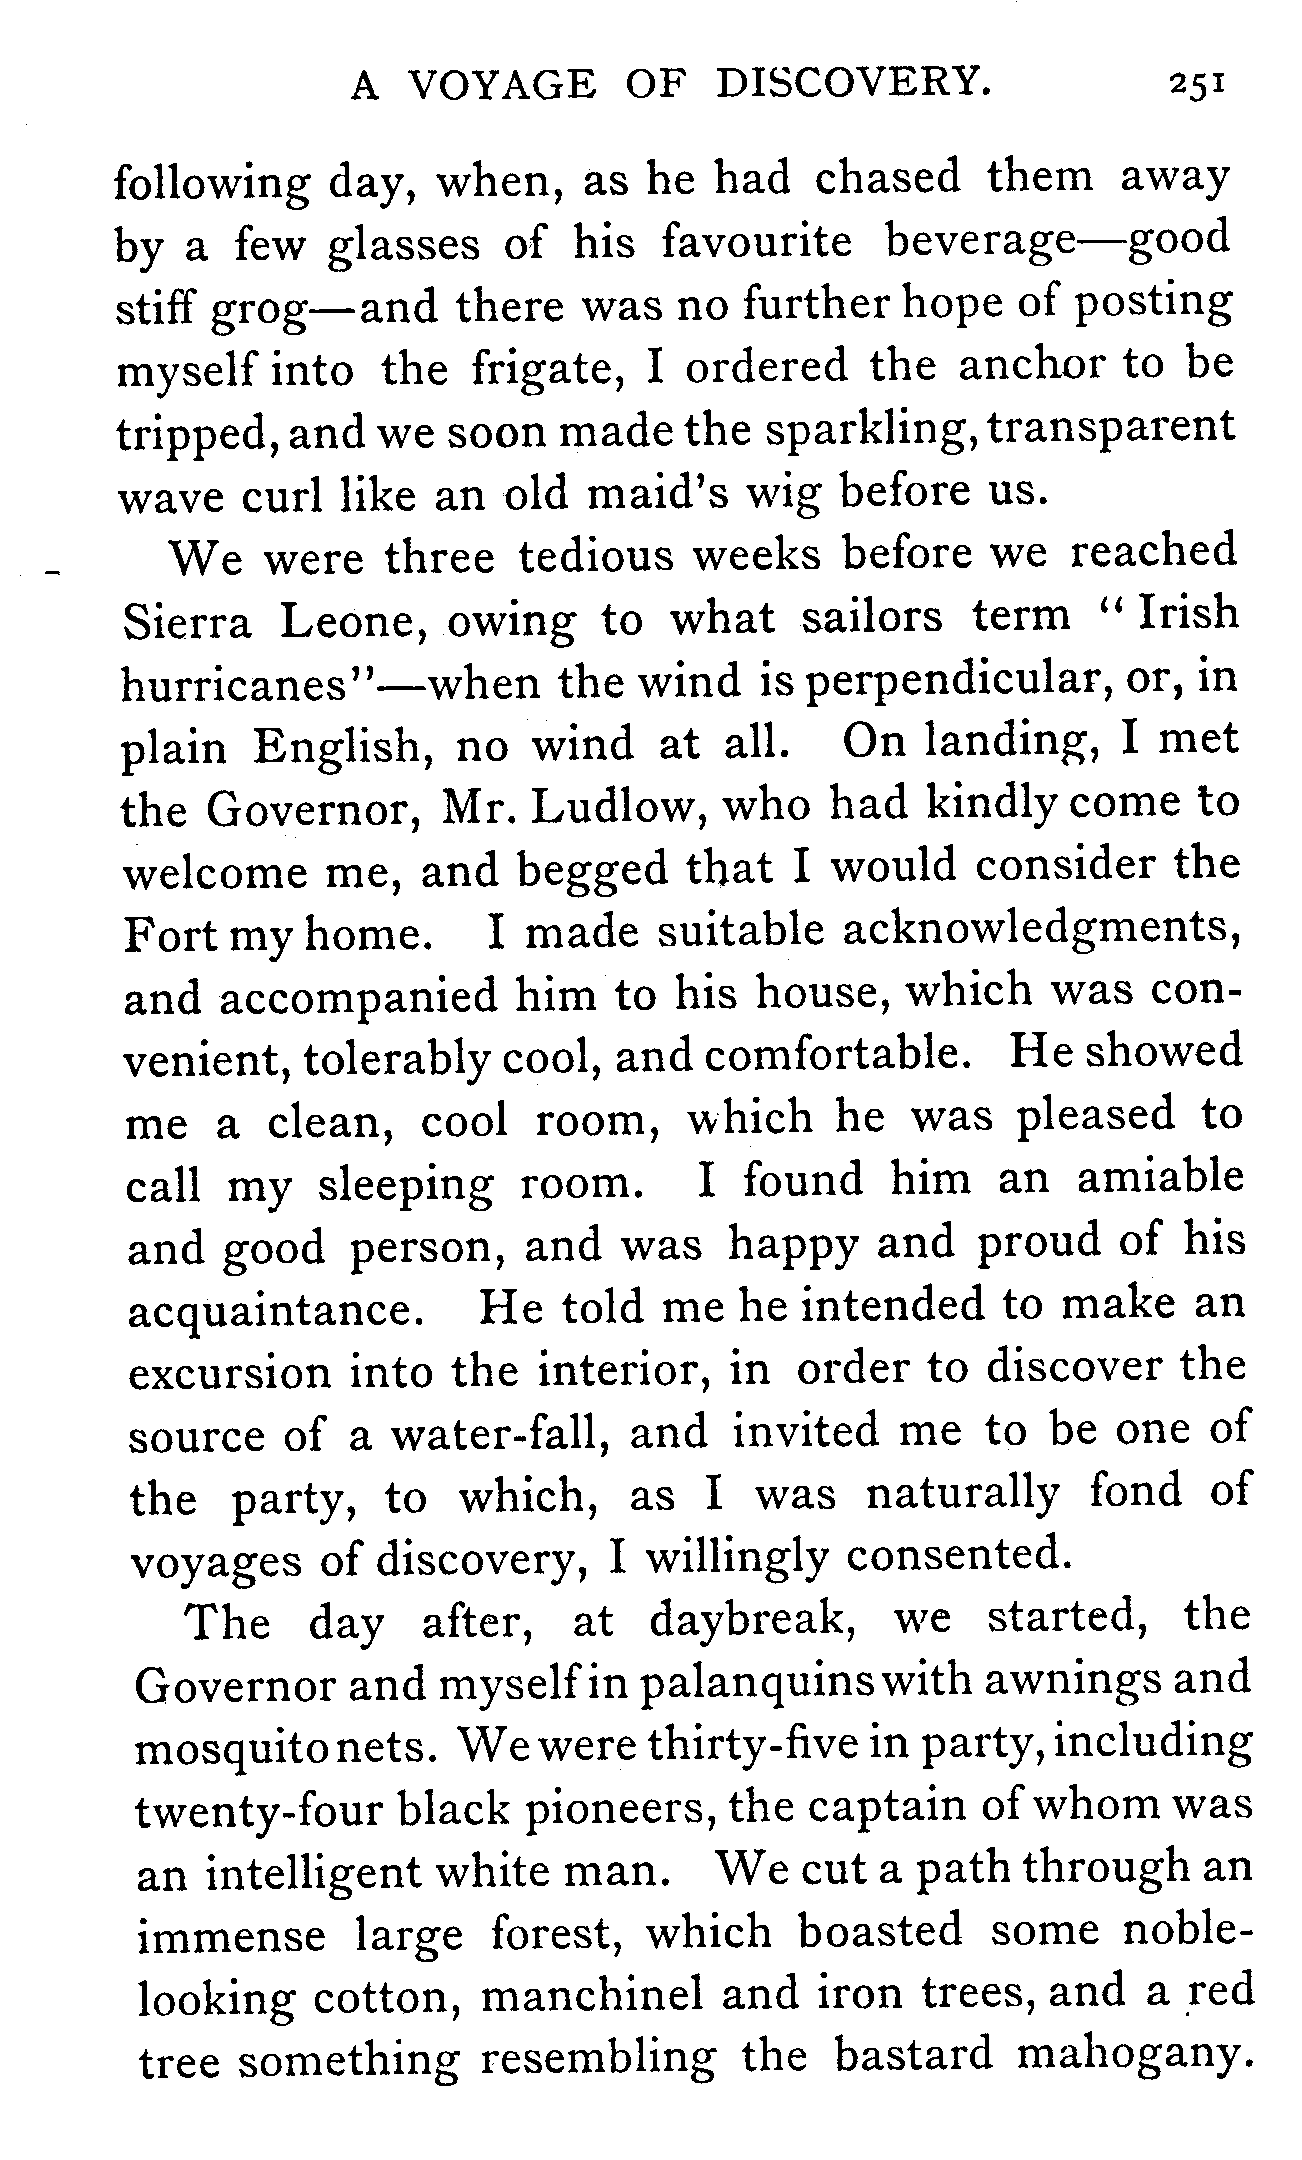 A VOYAGE OF DISCOVERY. 251
following day, when, as he had chased them away
by a few glasses of his favourite beverage—good
stiff grog—and there was no further hope of posting
myself into the frigate, I ordered the anchor to be
tripped, and we soon made the sparkling, transparent
wave curl like an old maid's wig before us.
We were three tedious weeks before we reached
Sierra Leone, owing to what sailors term "Irish
hurricanes"—when the wind is perpendicular, or, in
plain English, no wind at all. On landing, I met
the Governor, Mr. Ludlow, who had kindly come to
welcome me, and begged that I would consider the
Fort my home. I made suitable acknowledgments,
and accompanied him to his house, which was con-
venient, tolerably cool, and comfortable. He showed
me a clean, cool room, which he was pleased to
call my sleeping room. I found him an amiable
and good person, and was happy and proud of his
acquaintance. He told me he intended to make an
excursion into the interior, in order to discover the
source of a water-fall, and invited me to be one of
the party, to which, as I was naturally fond of
voyages of discovery, I willingly consented.
The day after, at daybreak, we started, the
Governor and myself in palanquins with awnings and
mosquito nets. We were thirty-five in party, including
twenty-four black pioneers, the captain of whom was
an intelligent white man. We cut a path through an
immense large forest, which boasted some noble-
looking cotton, manchinel and iron trees, and a red
tree something resembling the bastard mahogany.